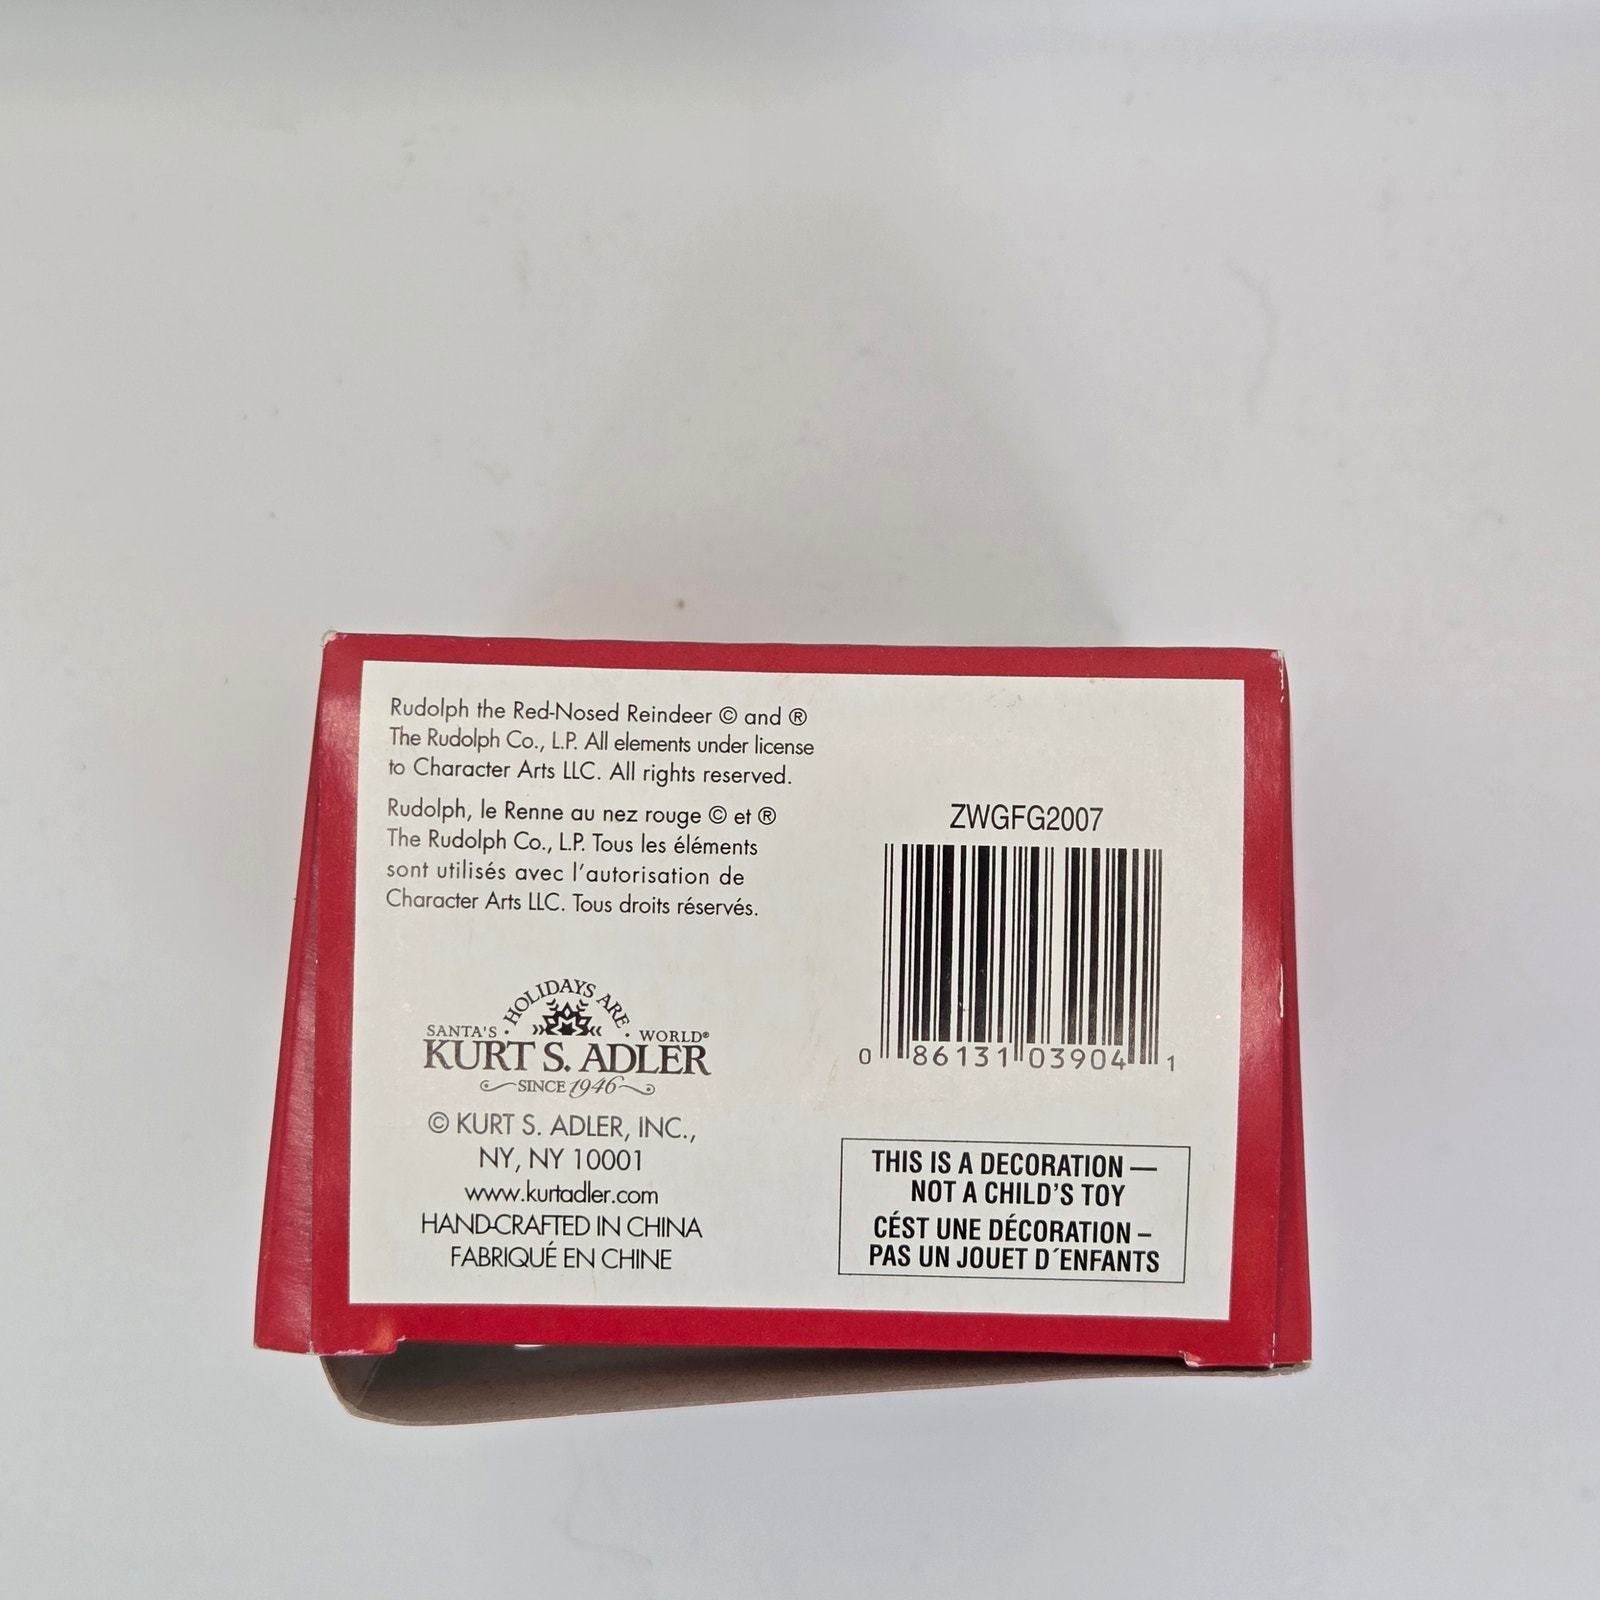 Rudolph the Red-Nosed Reindeer © and ®
The Rudolph Co., L.P. All elements under license
to Character Arts LLC. All rights reserved.
Rudolph, le Renne au nez rouge © et ®
The Rudolph Co., L.P. Tous les éléments
sont utilisés avec l'autorisation de
Character Arts LLC. Tous droits réservés.
SANTA'S · HOLIDAYS ARE · WORLD®
KURT S. ADLER
SINCE 1946
© KURT S. ADLER, INC.,
NY, NY 10001
www.kurtadler.com
HAND-CRAFTED IN CHINA
FABRIQUÉ EN CHINE
ZWGFG2007
0 86131 03904 1
THIS IS A DECORATION —
NOT A CHILD'S TOY
CÉST UNE DÉCORATION –
PAS UN JOUET D´ENFANTS